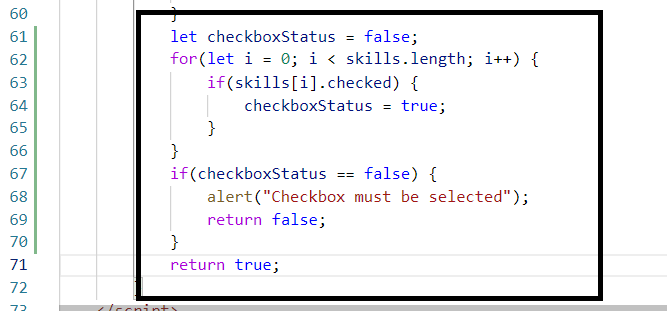 60 }
61 let checkboxStatus = false;
62 for(let i = 0; i < skills.length; i++) {
63 if(skills[i].checked) {
64 checkboxStatus = true;
65 }
66 }
67 if(checkboxStatus == false) {
68 alert("Checkbox must be selected");
69 return false;
70 }
71 return true;
72 }
73 </script>